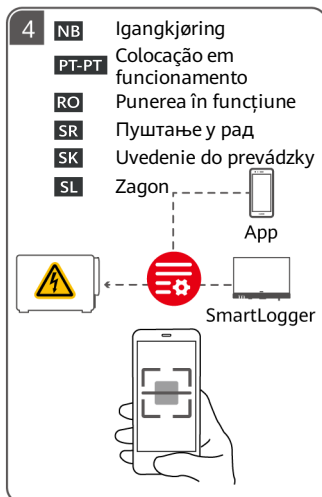 4
NB Igangkjøring
PT-PT Colocação em
funcionamento
RO Punerea în funcțiune
SR Пуштање у рад
SK Uvedenie do prevádzky
SL Zagon
App
SmartLogger